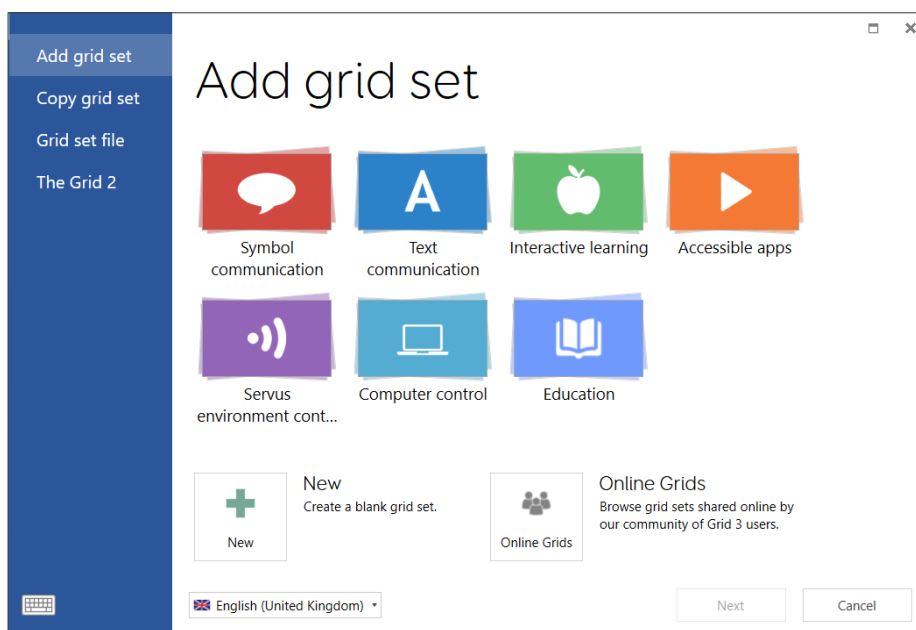 Add grid set
Copy grid set
Grid set file
The Grid 2
Add grid set
Symbol
communication
A
Text
communication
Interactive learning
Accessible apps
Servus
environment cont...
Computer control
Education
New
New
Create a blank grid set.
Online Grids
Online Grids
Browse grid sets shared online by
our community of Grid 3 users.
English (United Kingdom)
Next
Cancel